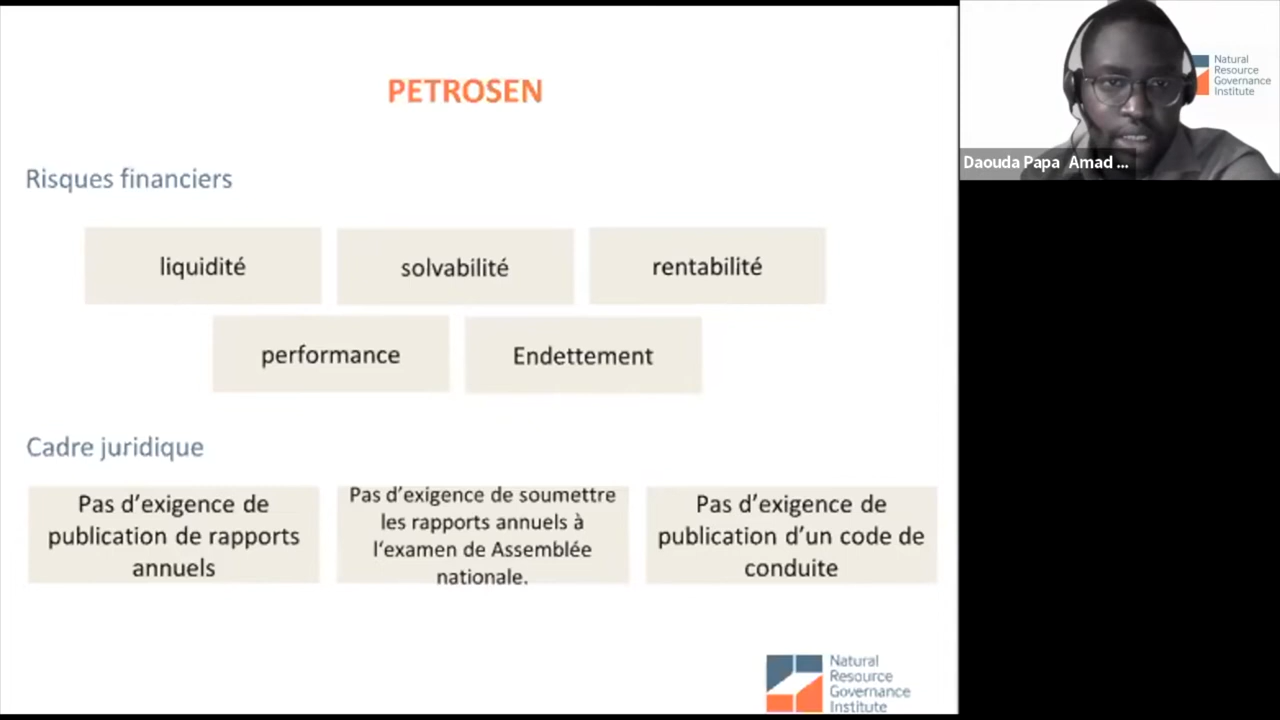 PETROSEN
Risques financiers
liquidité
solvabilité
rentabilité
performance
Endettement
Cadre juridique
Pas d’exigence de
publication de rapports
annuels
Pas d’exigence de soumettre
les rapports annuels à
l‘examen de Assemblée
nationale.
Pas d’exigence de
publication d’un code de
conduite
Natural
Resource
Governance
Institute
Natural
Resource
Governance
Institute
Daouda Papa Amad ...